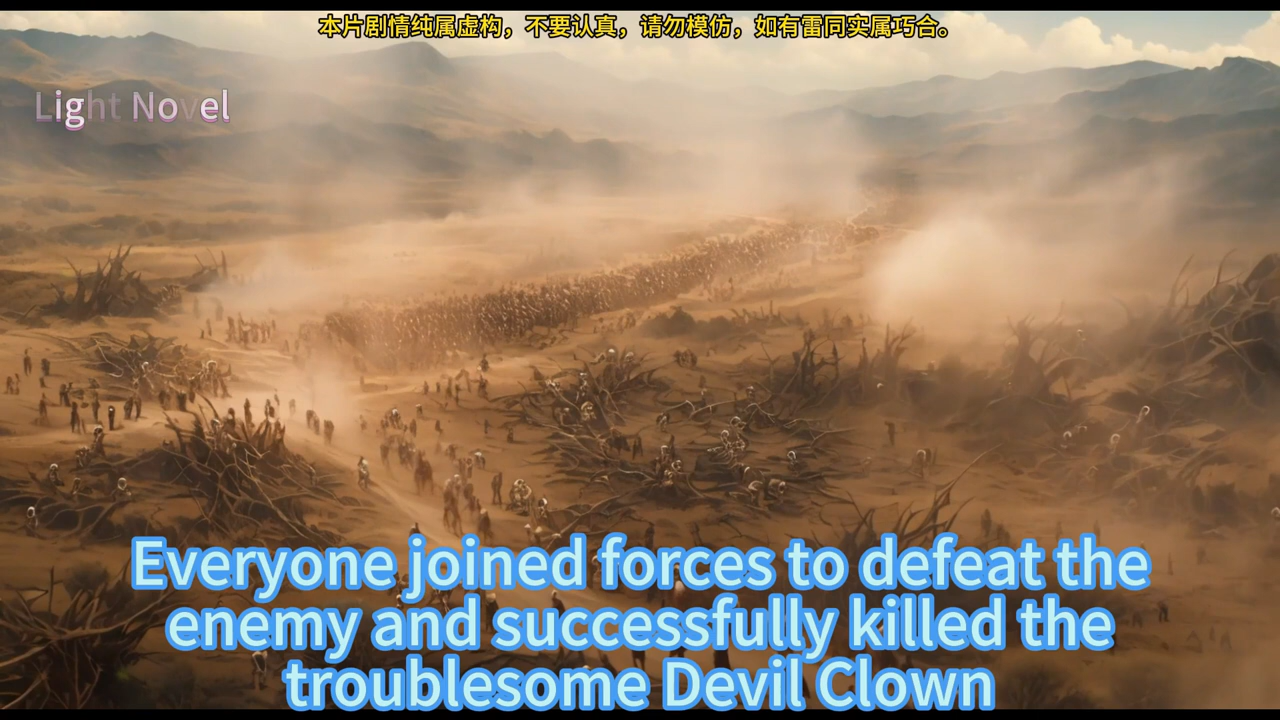 本片剧情纯属虚构，不要认真，请勿模仿，如有雷同实属巧合。
Light Novel
Everyone joined forces to defeat the
enemy and successfully killed the
troublesome Devil Clown